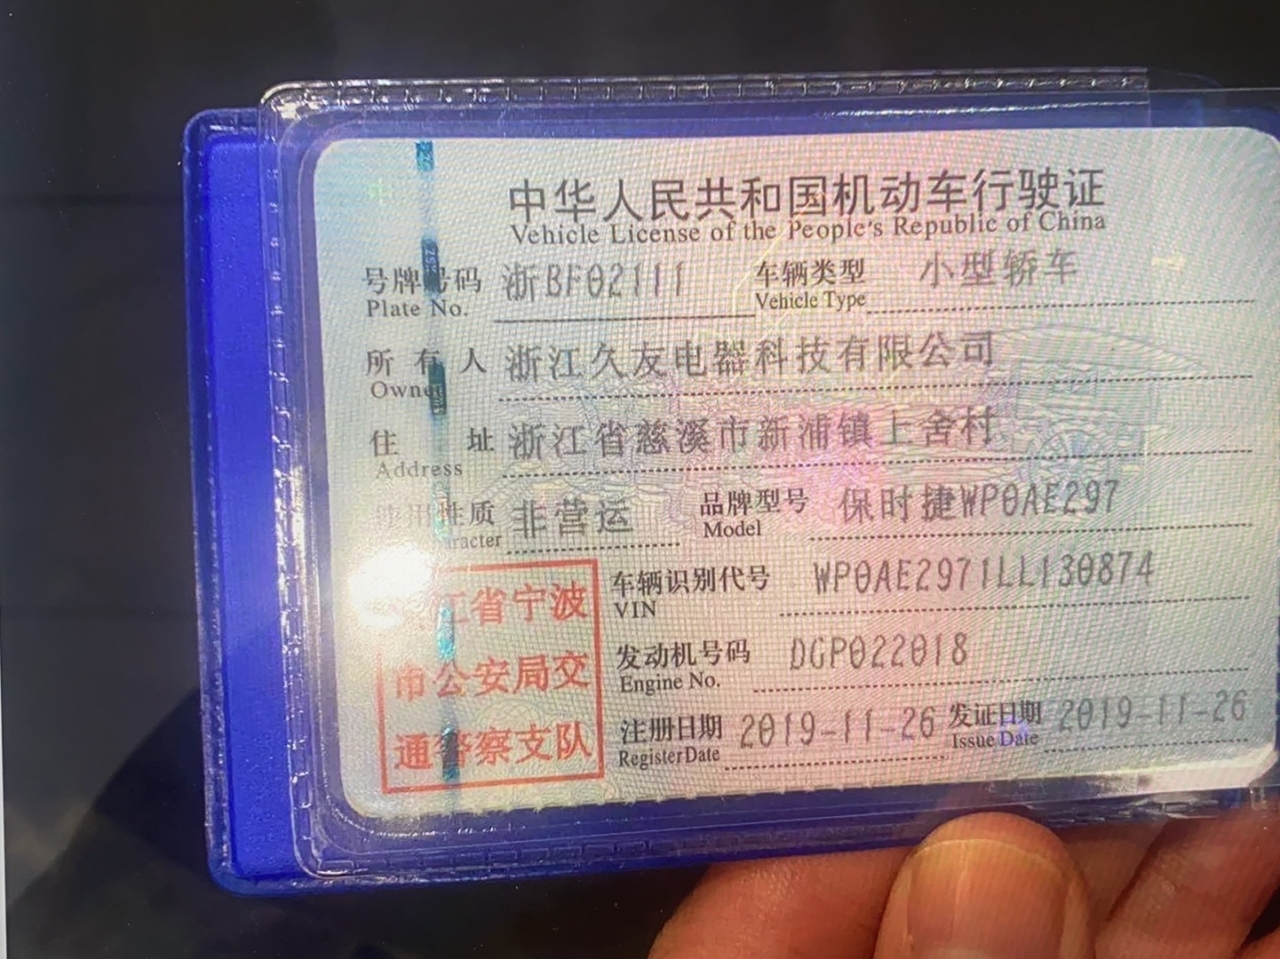 中华人民共和国机动车行驶证
Vehicle License of the People's Republic of China
号牌号码 浙BF02111 车辆类型 小型轿车
Plate No. Vehicle Type
所有人 浙江久友电器科技有限公司
Owner
住址 浙江省慈溪市新浦镇上舍村
Address
使用性质 非营运 品牌型号 保时捷WP0AE297
Model
车辆识别代号 WP0AE2971LL130874
VIN
发动机号码 DGP022018
Engine No.
注册日期 2019-11-26 发证日期 2019-11-26
Register Date Issue Date
江省宁波
市公安局交
通警察支队